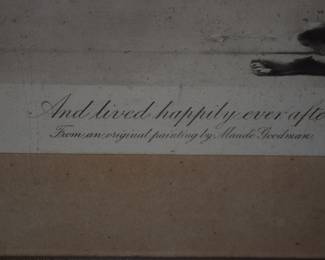 And lived happily ever afte
From an original painting by Maude Goodman.